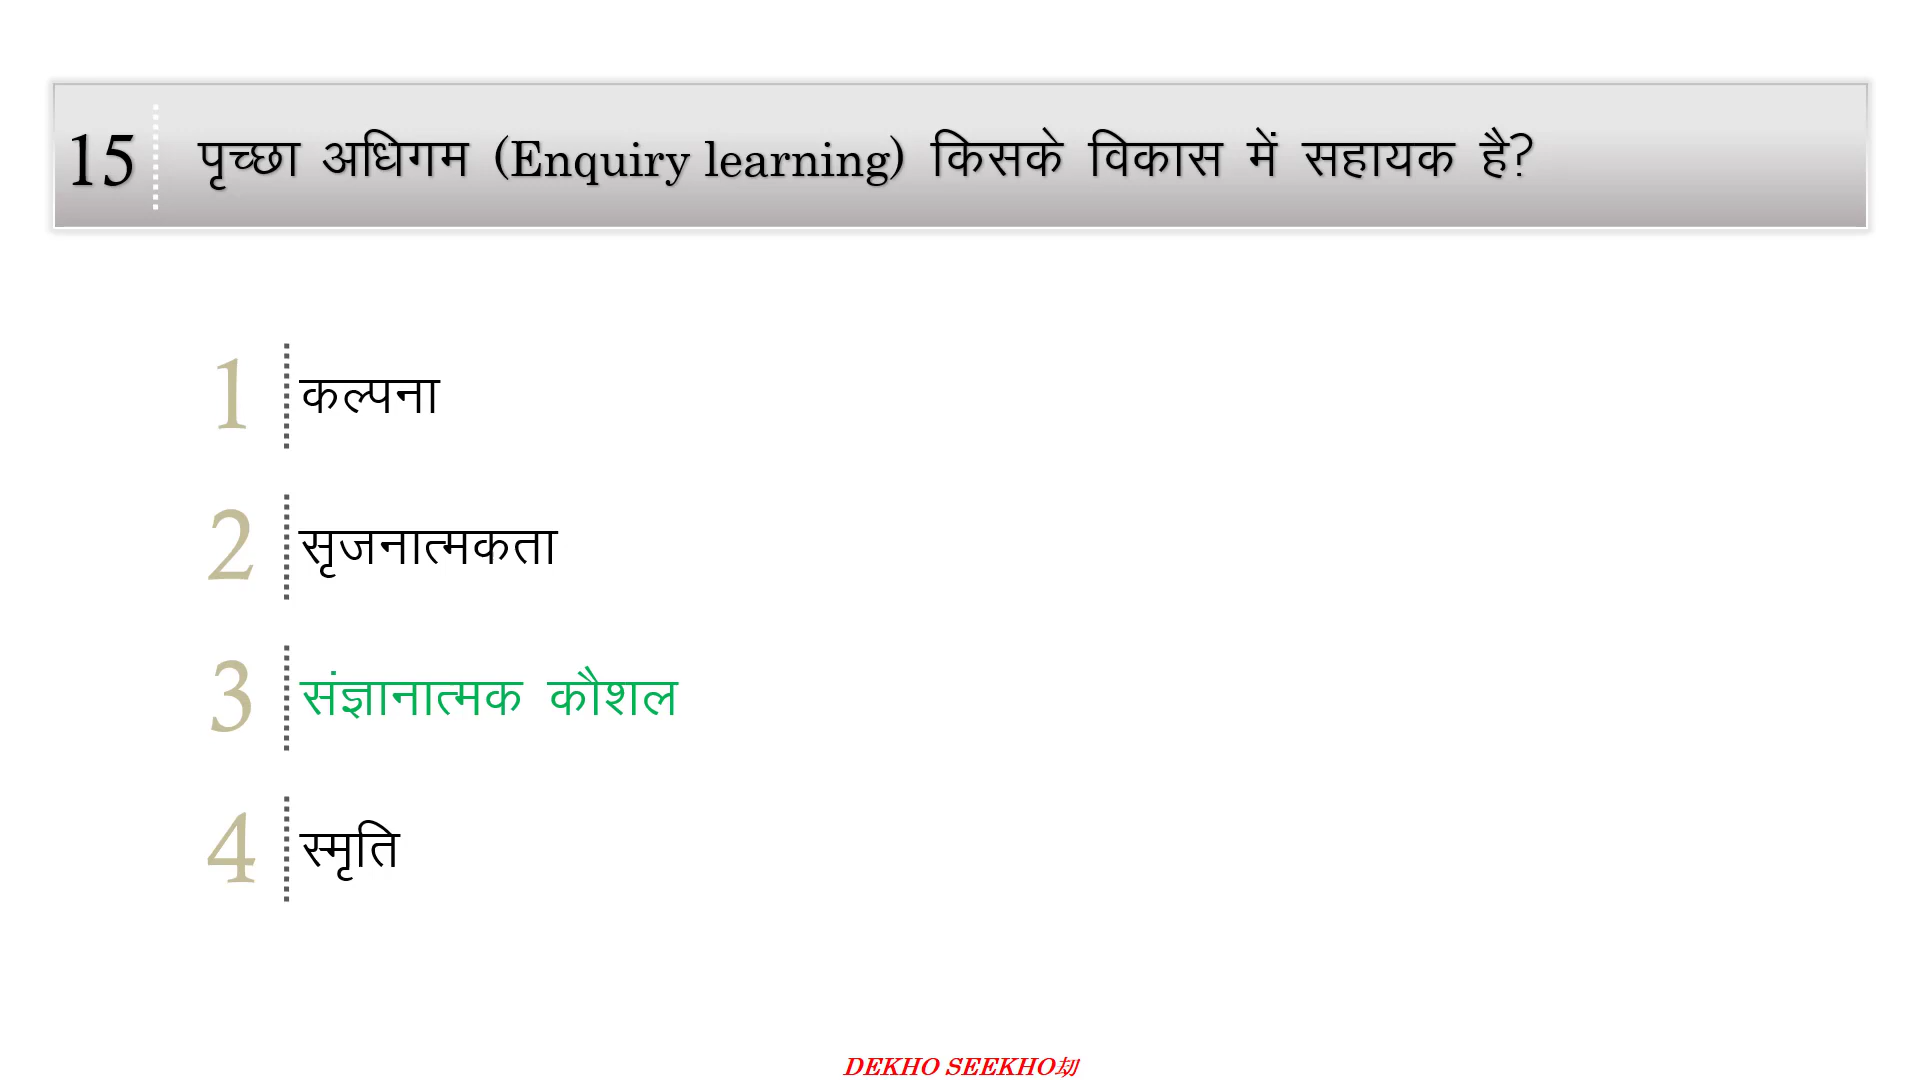 15 पृच्छा अधिगम (Enquiry learning) किसके विकास में सहायक है?
1 कल्पना
2 सृजनात्मकता
3 संज्ञानात्मक कौशल
4 स्मृति
DEKHO SEEKHO